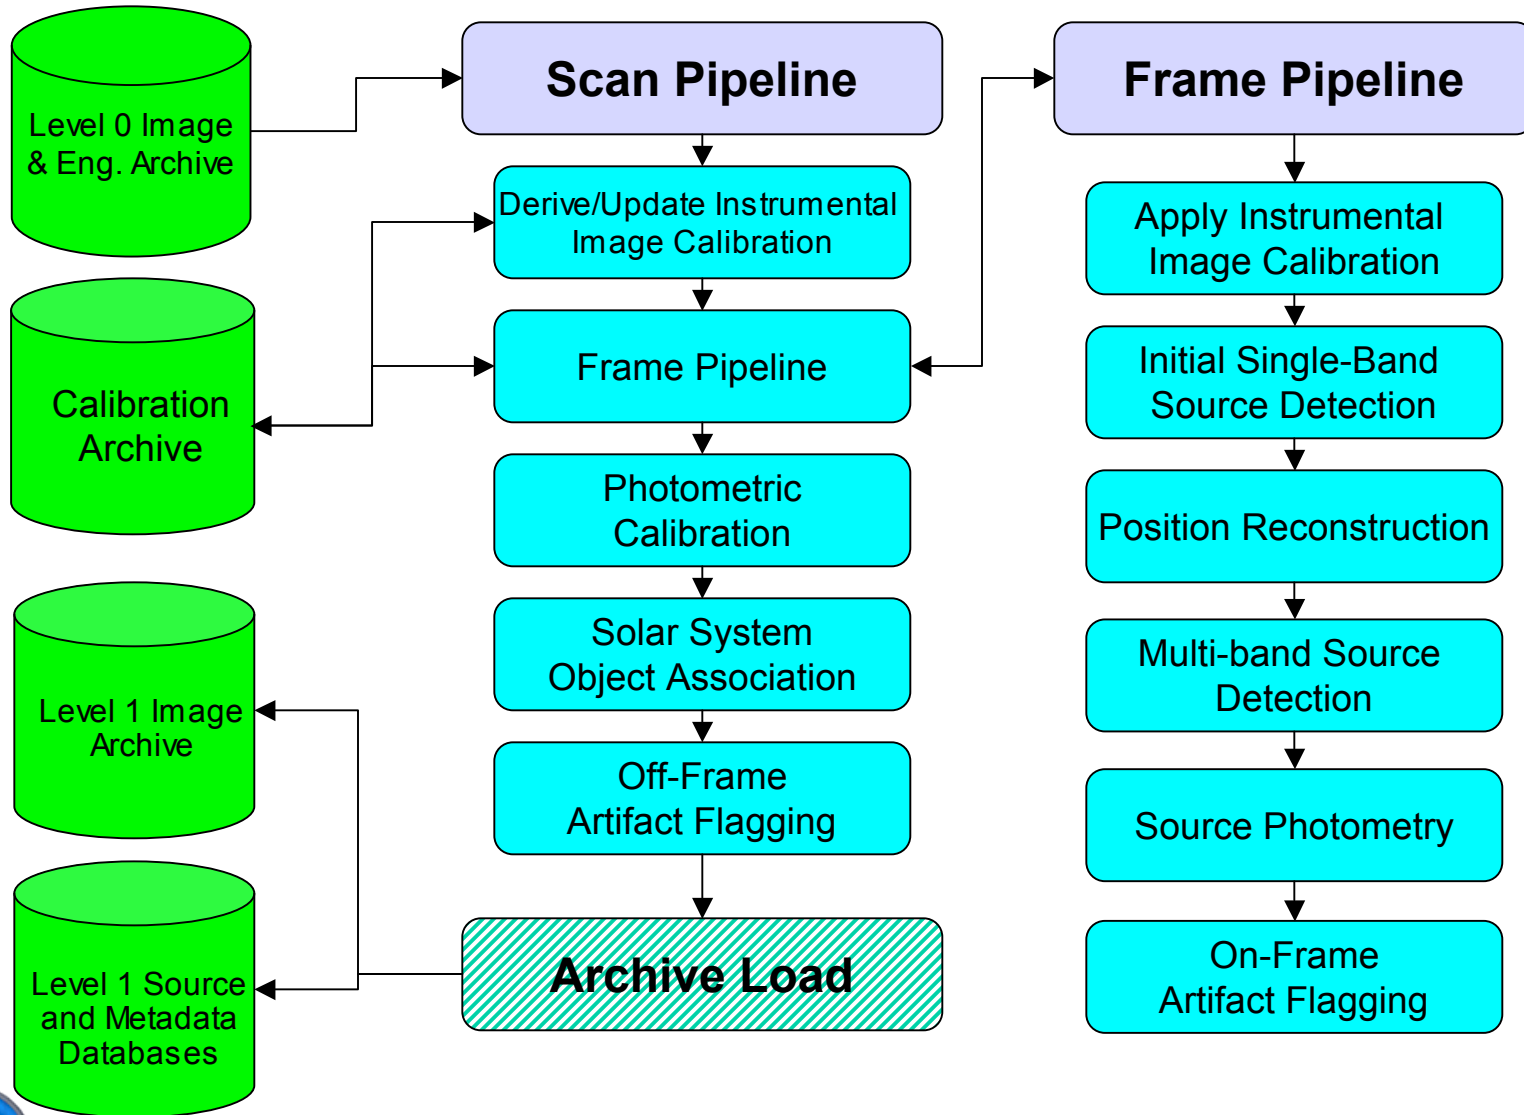 Level 0 Image
& Eng. Archive
Calibration
Archive
Level 1 Image
Archive
Level 1 Source
and Metadata
Databases
Scan Pipeline
Derive/Update Instrumental
Image Calibration
Frame Pipeline
Photometric
Calibration
Solar System
Object Association
Off-Frame
Artifact Flagging
Archive Load
Frame Pipeline
Apply Instrumental
Image Calibration
Initial Single-Band
Source Detection
Position Reconstruction
Multi-band Source
Detection
Source Photometry
On-Frame
Artifact Flagging